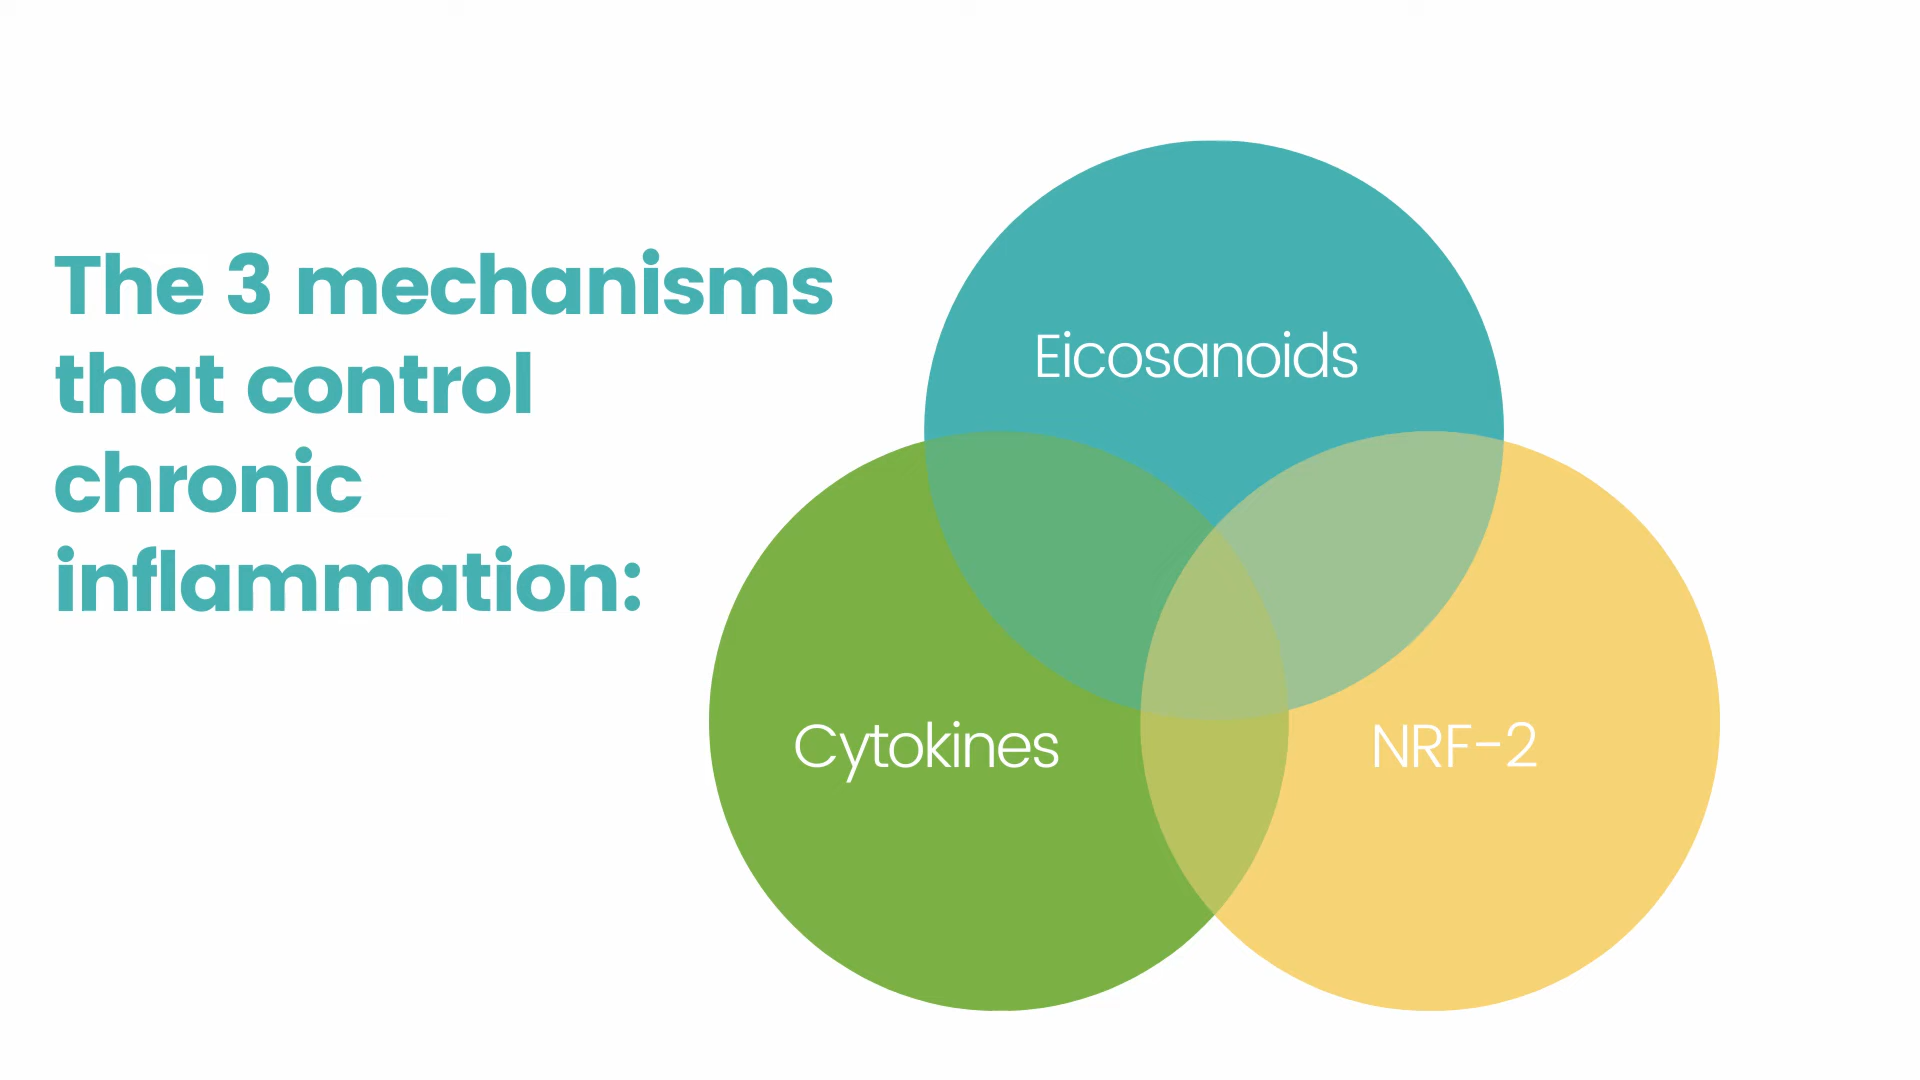 The 3 mechanisms
that control
chronic
inflammation:
Eicosanoids
Cytokines
NRF-2